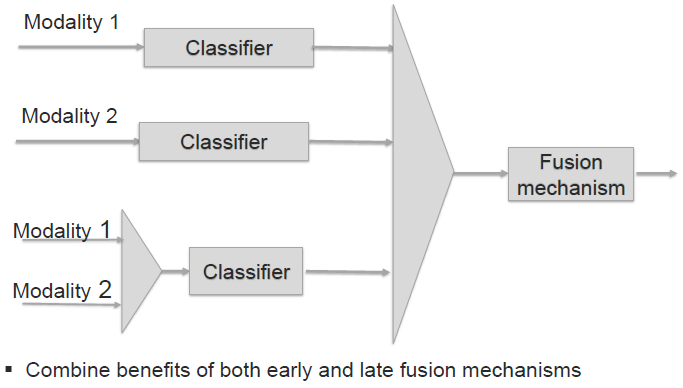 Modality 1
Classifier
Modality 2
Classifier
Fusion
mechanism
Modality 1
Modality 2
Classifier
▪ Combine benefits of both early and late fusion mechanisms